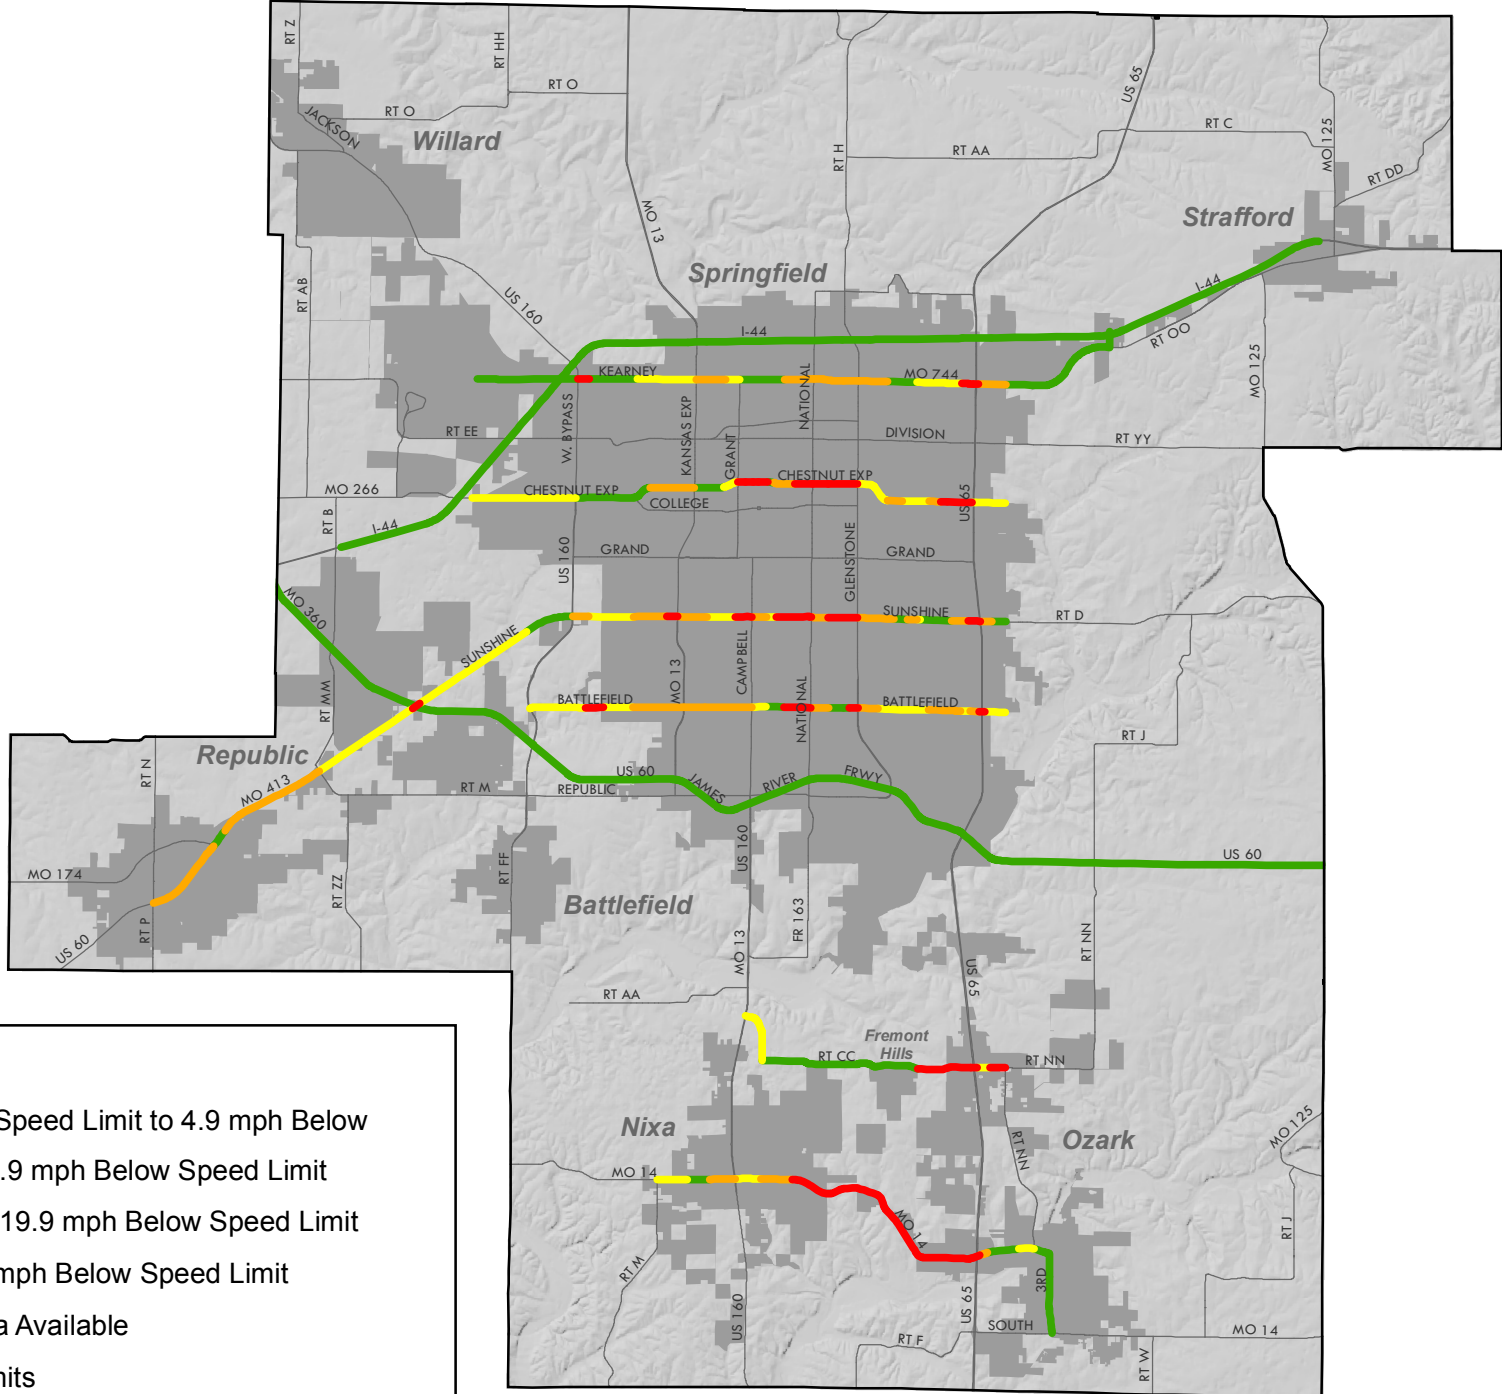 RT Z
RT HH
RT O
RT O
JACKSON
Willard
US 65
RT C
RT AA
RT H
MO 125
RT DD
MO 13
Strafford
Springfield
RT AB
US 160
I-44
I-44
RT OO
MO 125
KEARNEY
MO 744
W. BYPASS
KANSAS EXP
GRANT
NATIONAL
RT EE
DIVISION
RT YY
MO 266
CHESTNUT EXP
CHESTNUT EXP
COLLEGE
US 65
RT B
I-44
US 160
GRAND
GLENSTONE
GRAND
MO 360
SUNSHINE
SUNSHINE
RT D
RT MM
BATTLEFIELD
MO 13
CAMPBELL
NATIONAL
BATTLEFIELD
RT J
Republic
RT N
MO 413
RT M
US 60
REPUBLIC
JAMES
RIVER
FRWY
US 160
US 60
MO 174
RT ZZ
RT FF
Battlefield
RT P
US 60
FR 163
MO 13
US 65
RT NN
RT AA
Fremont
Hills
RT CC
RT NN
Nixa
Ozark
RT NN
MO 125
MO 14
MO 14
RT M
RT J
3RD
US 160
US 65
SOUTH
RT F
MO 14
RT W
Speed Limit to 4.9 mph Below
.9 mph Below Speed Limit
19.9 mph Below Speed Limit
mph Below Speed Limit
a Available